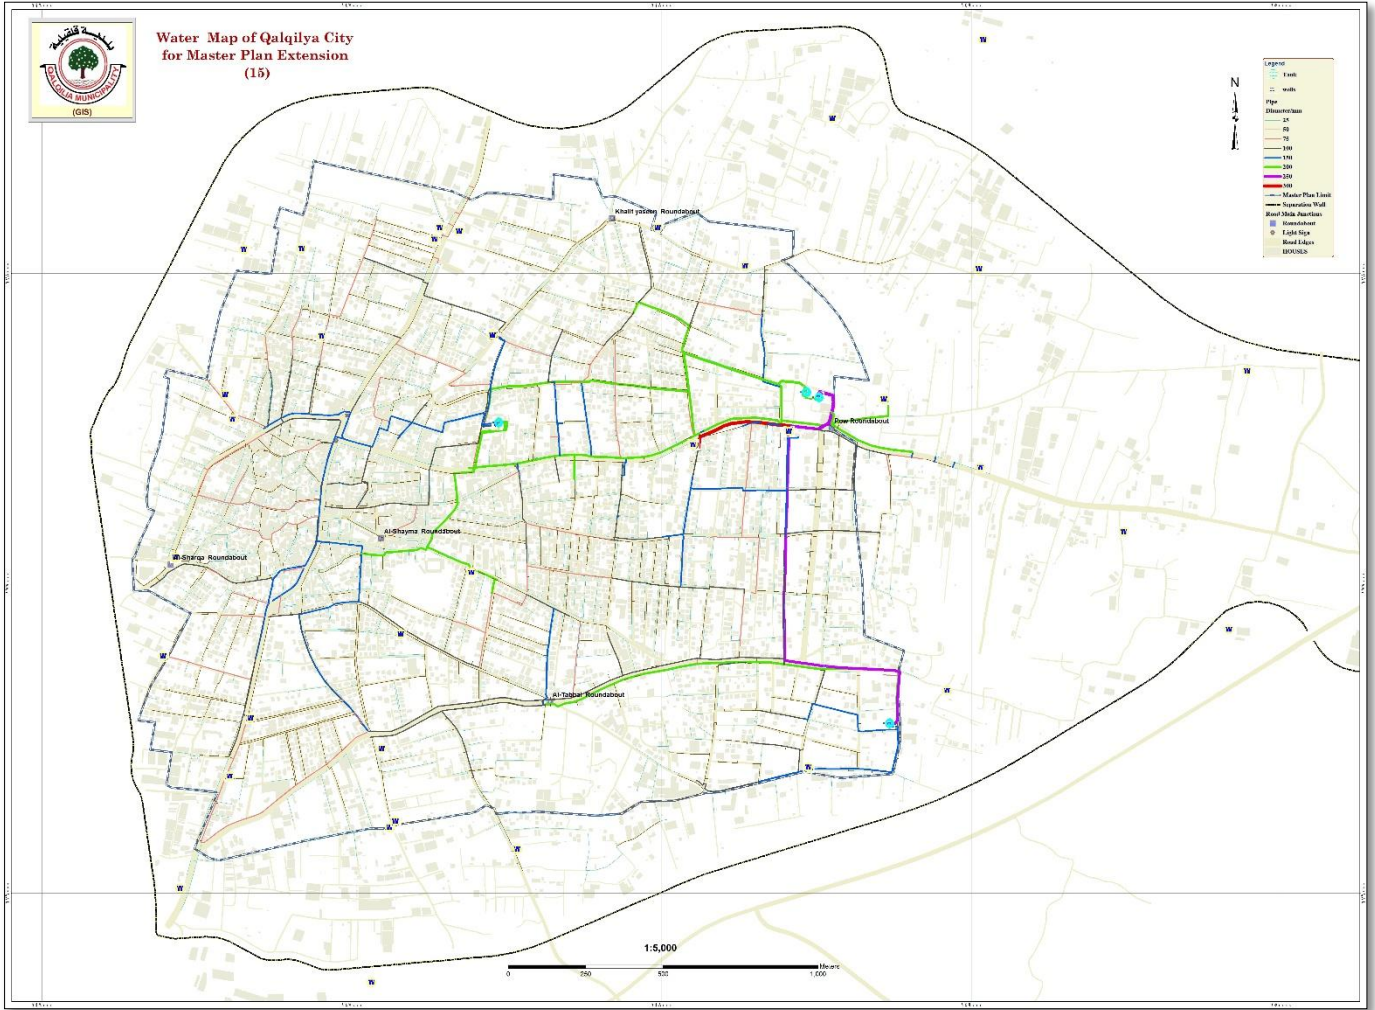 بلدية قلقيلية
QALQILIA MUNICIPALITY
(GIS)
Water Map of Qalqilya City
for Master Plan Extension
(15)
N
Legend
Tank
wells
Pipe
Diameter/mm
25
50
75
100
150
200
250
300
Master Plan Limit
Separation Wall
Road Main Junctions
Roundabout
Light Sign
Road Edges
HOUSES
Khalit yaseen Roundabout
Dow Roundabout
Al-Shayma Roundabout
Al-Sharqa Roundabout
Al-Tabbal Roundabout
1:5,000
0 250 500 1,000
Meters